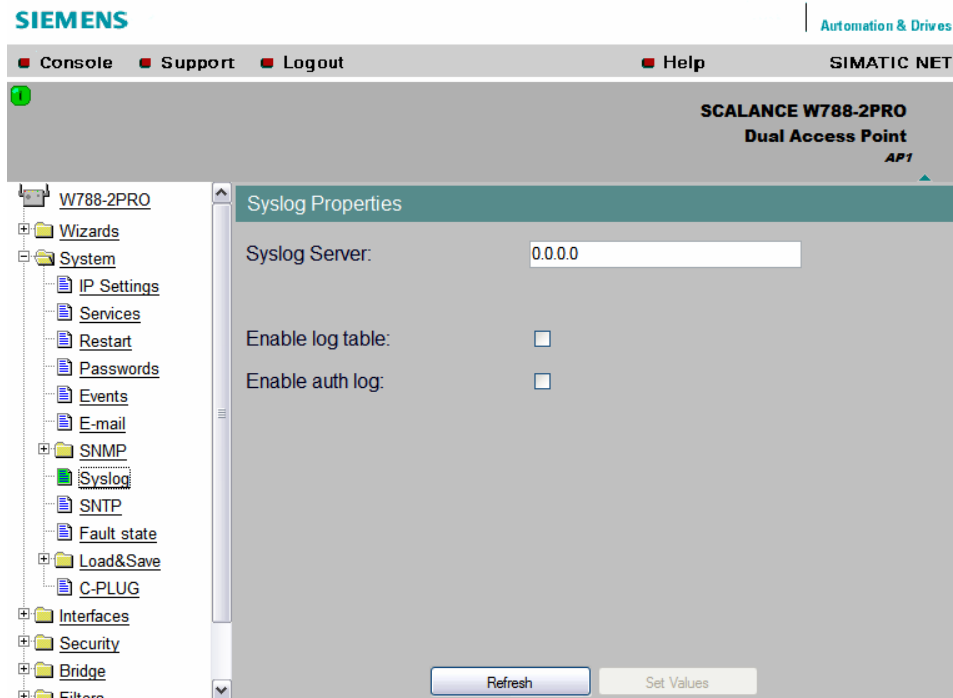 SIEMENS
Automation & Drives
Console Support Logout Help SIMATIC NET
i
SCALANCE W788-2PRO
Dual Access Point
AP1
W788-2PRO
Wizards
System
IP Settings
Services
Restart
Passwords
Events
E-mail
SNMP
Syslog
SNTP
Fault state
Load&Save
C-PLUG
Interfaces
Security
Bridge
Filters
Syslog Properties
Syslog Server: 0.0.0.0
Enable log table:
Enable auth log:
Refresh Set Values